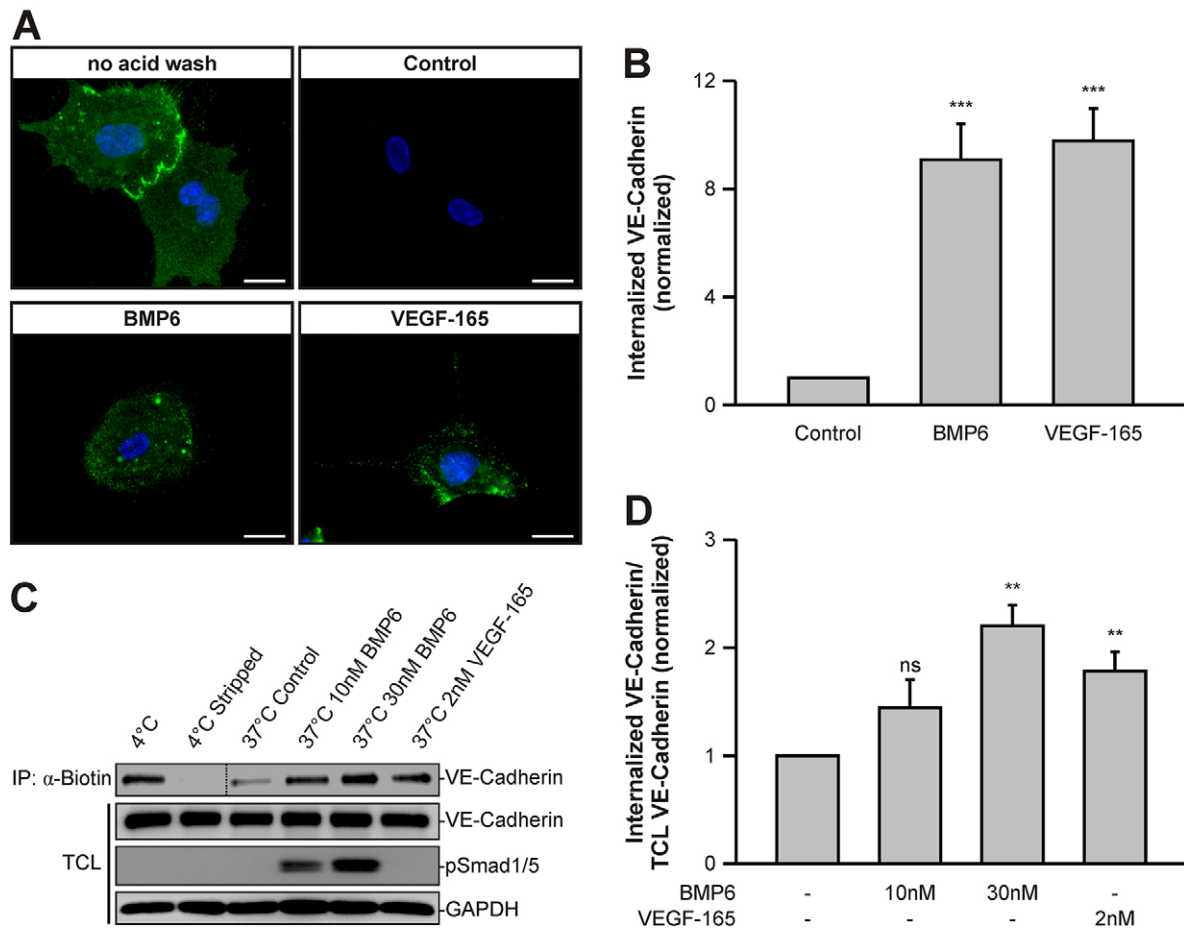 A
no acid wash
Control
BMP6
VEGF-165
B
Internalized VE-Cadherin
(normalized)
12
8
4
0
***
***
Control
BMP6
VEGF-165
C
4°C
4°C Stripped
37°C Control
37°C 10nM BMP6
37°C 30nM BMP6
37°C 2nM VEGF-165
IP: α-Biotin
-VE-Cadherin
-VE-Cadherin
TCL
-pSmad1/5
-GAPDH
D
Internalized VE-Cadherin/
TCL VE-Cadherin (normalized)
3
2
1
0
ns
**
**
BMP6 - 10nM 30nM -
VEGF-165 - - - 2nM